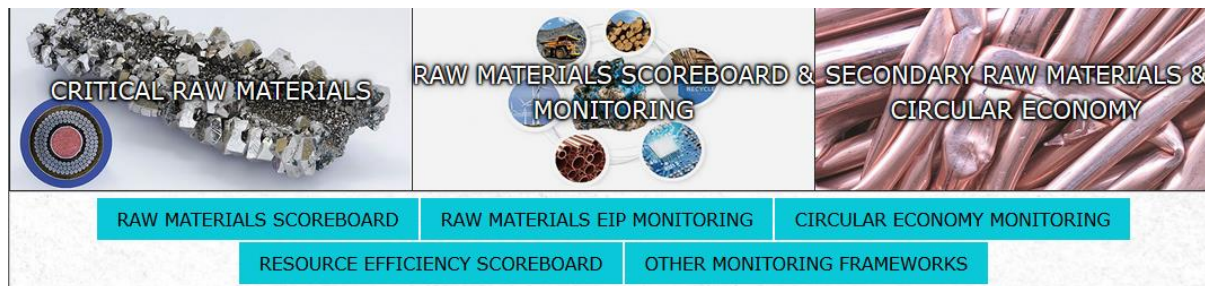 CRITICAL RAW MATERIALS
RAW MATERIALS SCOREBOARD &
MONITORING
SECONDARY RAW MATERIALS &
CIRCULAR ECONOMY
RECYCLE
RAW MATERIALS SCOREBOARD
RAW MATERIALS EIP MONITORING
CIRCULAR ECONOMY MONITORING
RESOURCE EFFICIENCY SCOREBOARD
OTHER MONITORING FRAMEWORKS